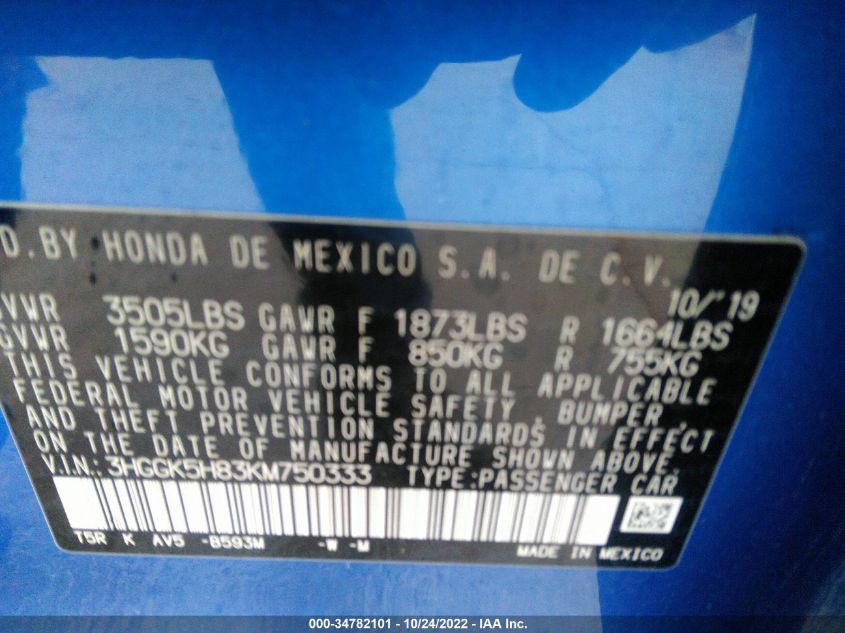 D. BY HONDA DE MEXICO S.A. DE C.V.
10/'19
GVWR 3505LBS GAWR F 1873LBS R 1664LBS
GVWR 1590KG GAWR F 850KG R 755KG
THIS VEHICLE CONFORMS TO ALL APPLICABLE
FEDERAL MOTOR VEHICLE SAFETY, BUMPER,
AND THEFT PREVENTION STANDARDS IN EFFECT
ON THE DATE OF MANUFACTURE SHOWN ABOVE.
V.I.N.: 3HGGK5H83KM750333 TYPE:PASSENGER CAR
T5R K AV5 -B593M -W -M
MADE IN MEXICO
000-34782101 - 10/24/2022 - IAA Inc.